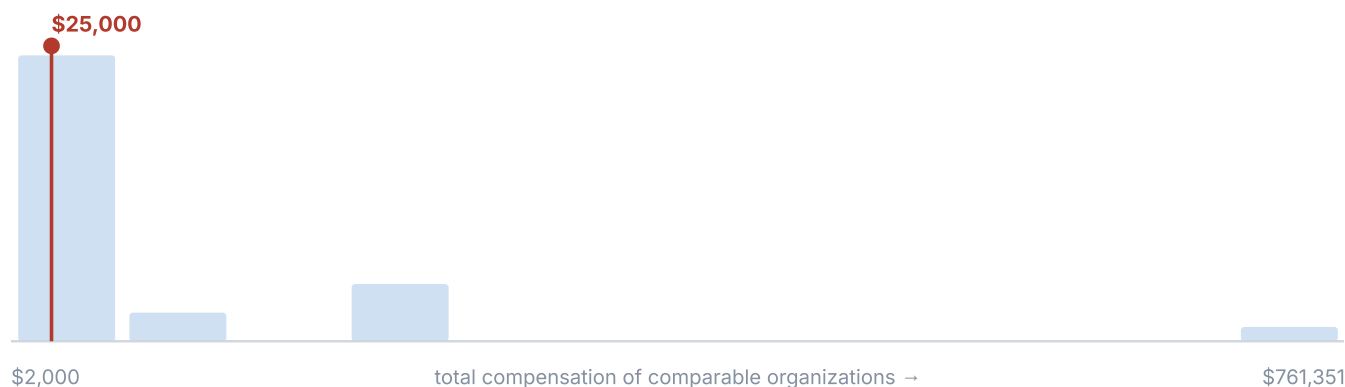 $25,000
$2,000 total compensation of comparable organizations → $761,351